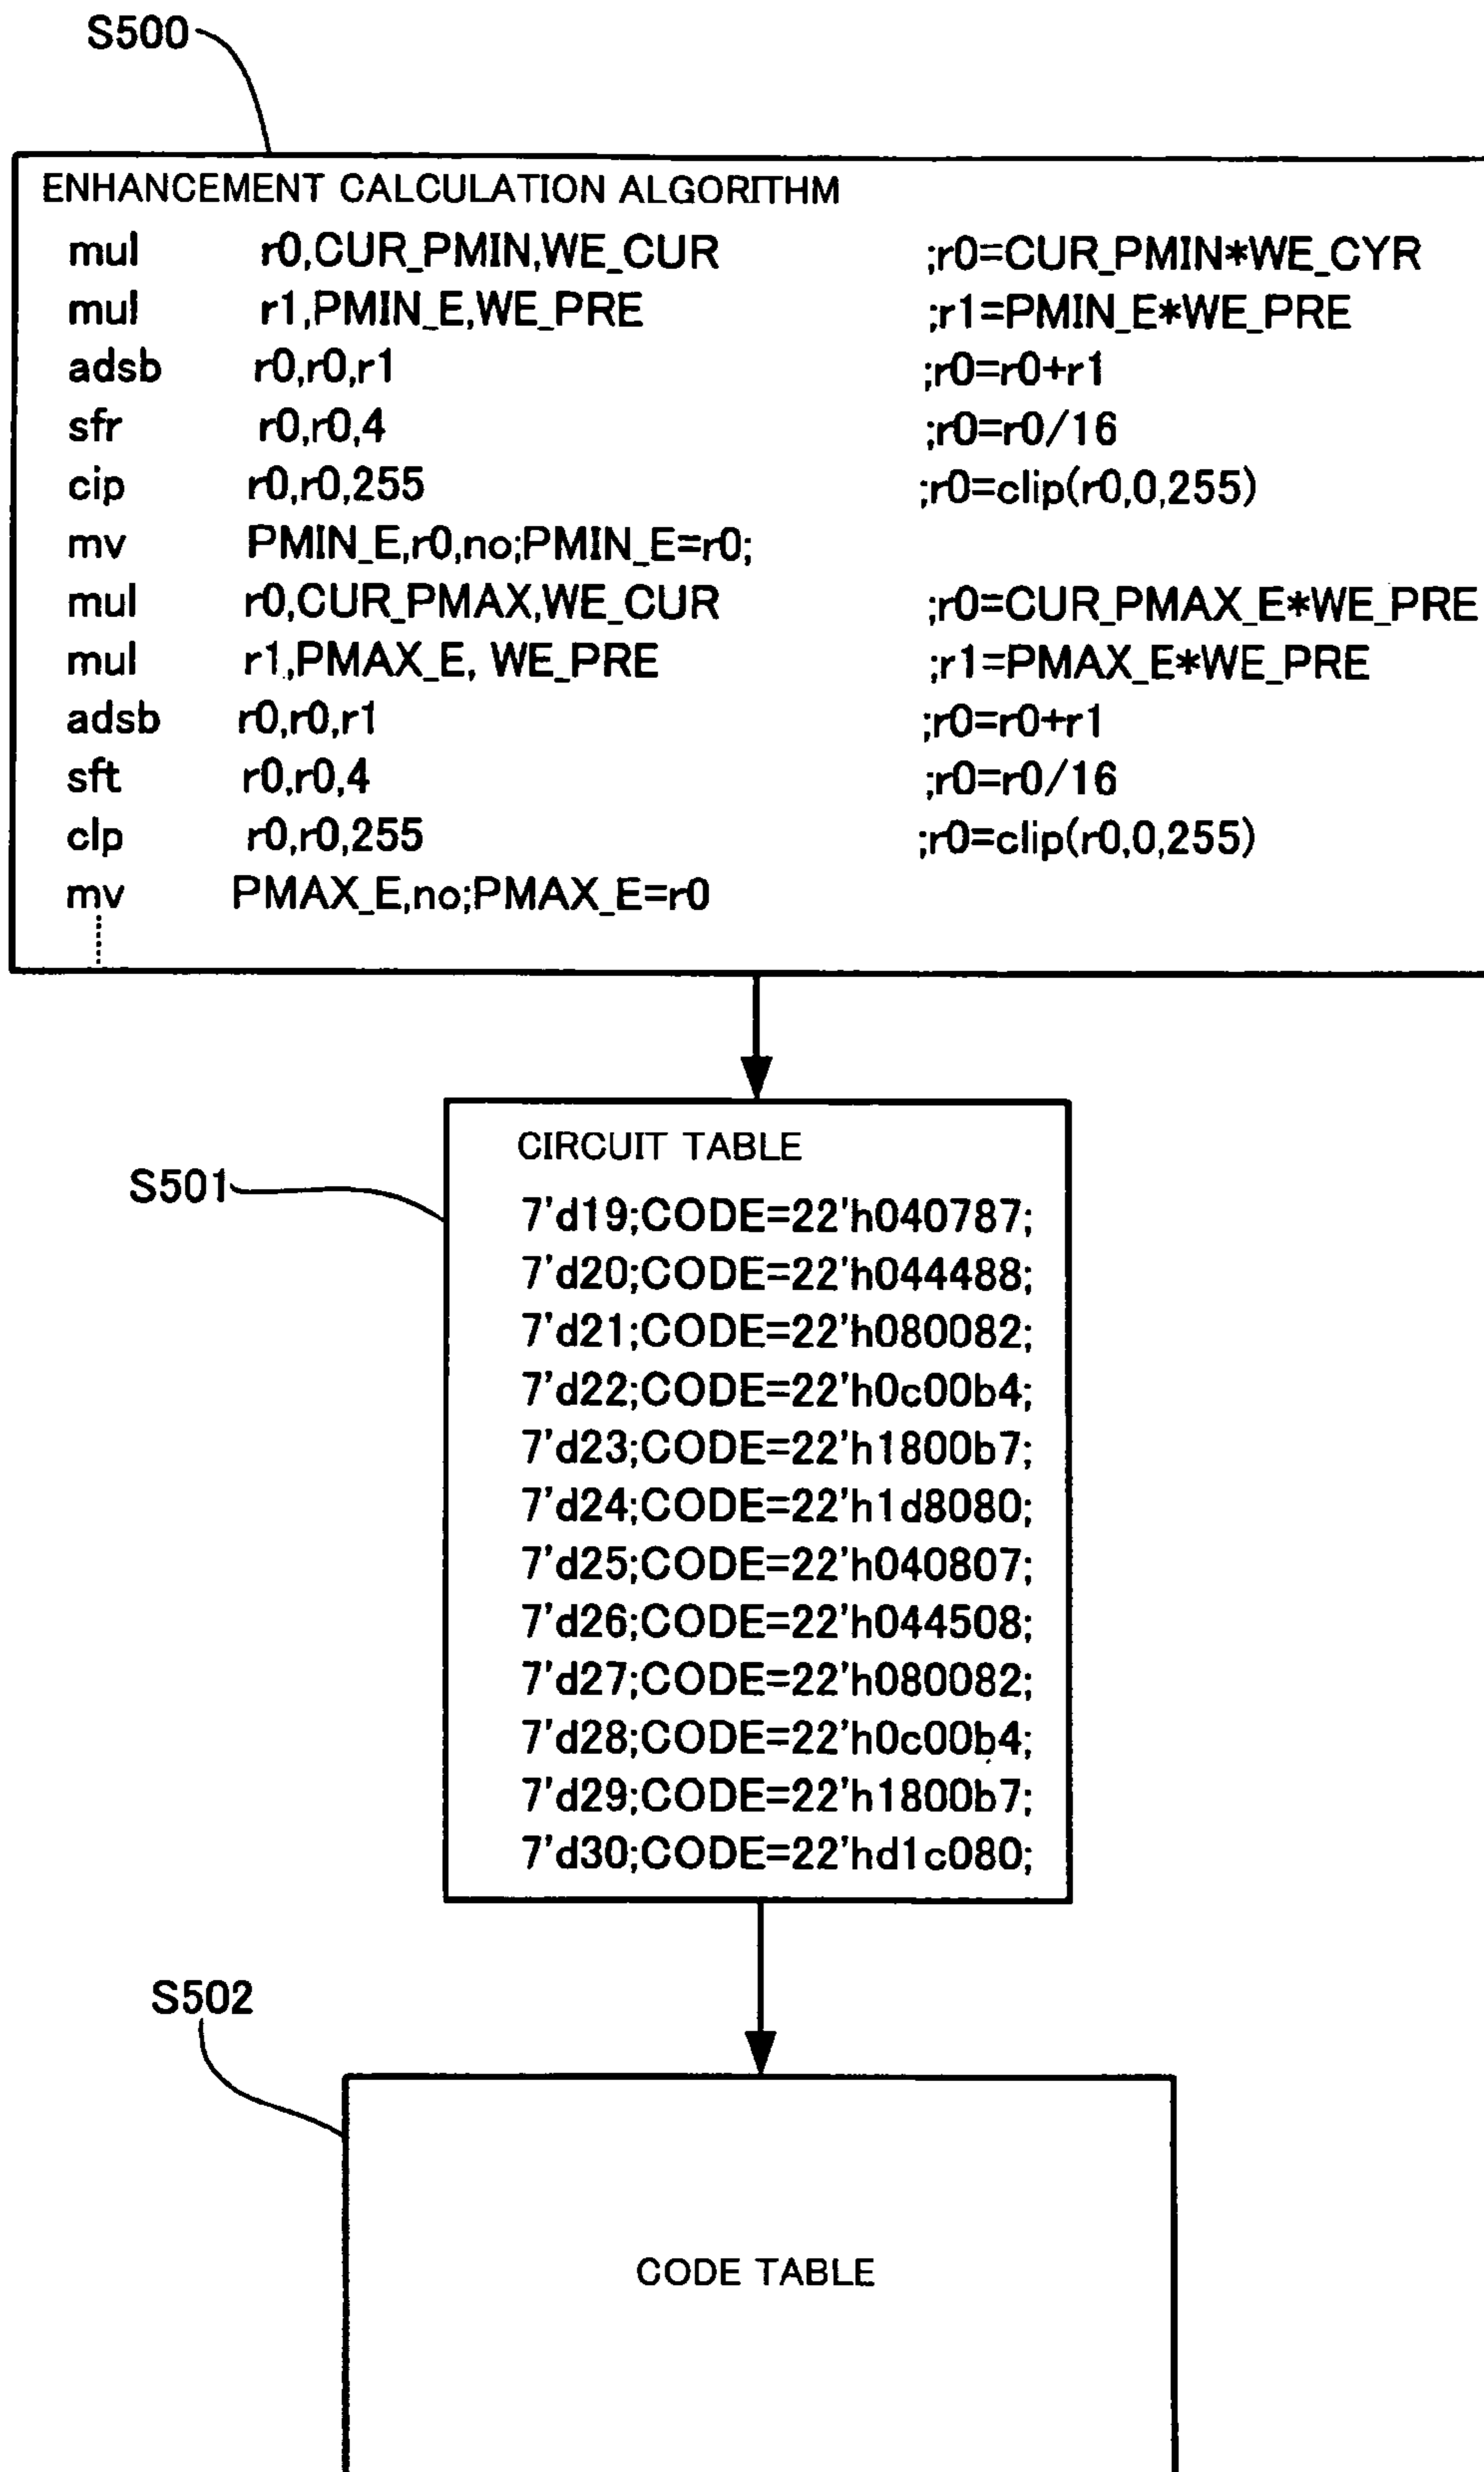 S500
ENHANCEMENT CALCULATION ALGORITHM
mul r0,CUR_PMIN,WE_CUR ;r0=CUR_PMIN*WE_CYR
mul r1,PMIN_E,WE_PRE ;r1=PMIN_E*WE_PRE
adsb r0,r0,r1 ;r0=r0+r1
sfr r0,r0,4 ;r0=r0/16
cip r0,r0,255 ;r0=clip(r0,0,255)
mv PMIN_E,r0,no;PMIN_E=r0;
mul r0,CUR_PMAX,WE_CUR ;r0=CUR_PMAX_E*WE_PRE
mul r1,PMAX_E, WE_PRE ;r1=PMAX_E*WE_PRE
adsb r0,r0,r1 ;r0=r0+r1
sft r0,r0,4 ;r0=r0/16
clp r0,r0,255 ;r0=clip(r0,0,255)
mv PMAX_E,no;PMAX_E=r0
S501
CIRCUIT TABLE
7'd19;CODE=22'h040787;
7'd20;CODE=22'h044488;
7'd21;CODE=22'h080082;
7'd22;CODE=22'h0c00b4;
7'd23;CODE=22'h1800b7;
7'd24;CODE=22'h1d8080;
7'd25;CODE=22'h040807;
7'd26;CODE=22'h044508;
7'd27;CODE=22'h080082;
7'd28;CODE=22'h0c00b4;
7'd29;CODE=22'h1800b7;
7'd30;CODE=22'hd1c080;
S502
CODE TABLE